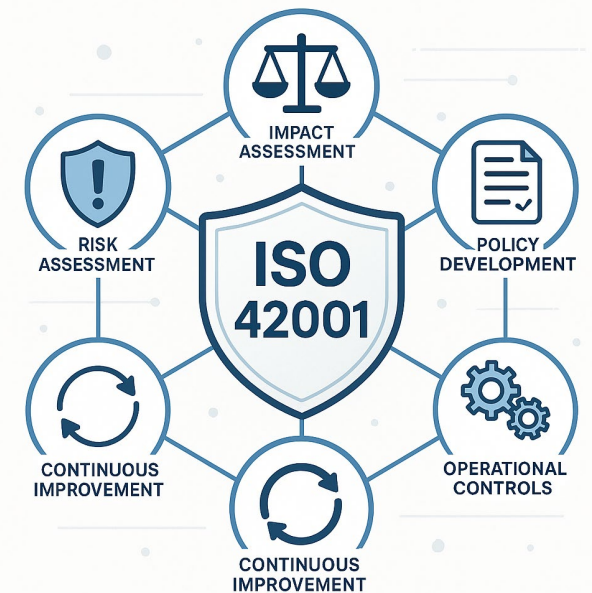 IMPACT
ASSESSMENT
RISK
ASSESSMENT
POLICY
DEVELOPMENT
ISO
42001
CONTINUOUS
IMPROVEMENT
OPERATIONAL
CONTROLS
CONTINUOUS
IMPROVEMENT